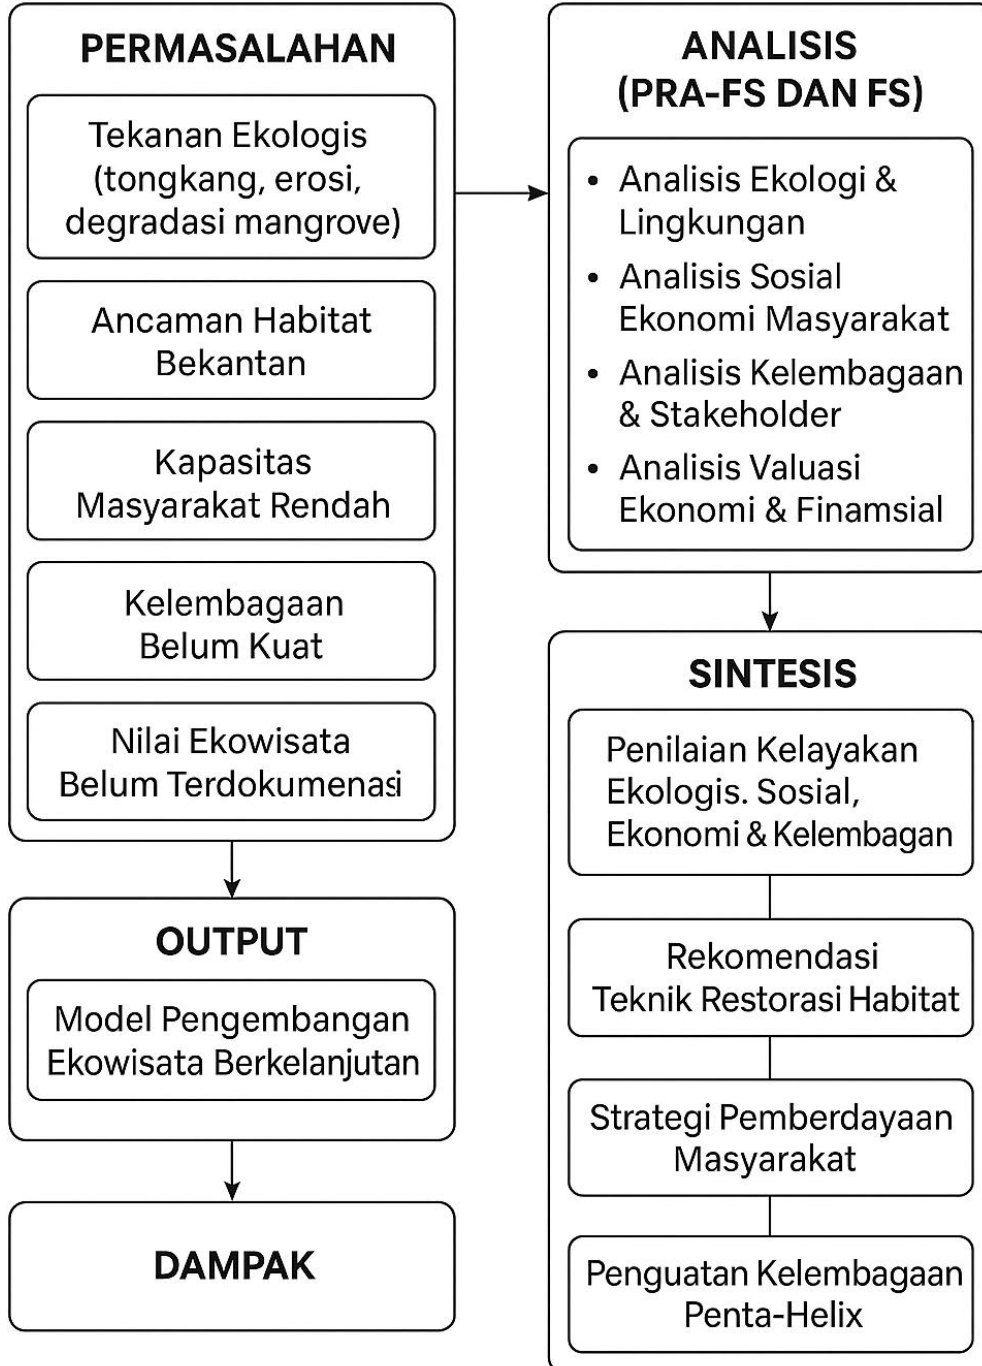 PERMASALAHAN
Tekanan Ekologis
(tongkang, erosi,
degradasi mangrove)
Ancaman Habitat
Bekantan
Kapasitas
Masyarakat Rendah
Kelembagaan
Belum Kuat
Nilai Ekowisata
Belum Terdokumenasi
OUTPUT
Model Pengembangan
Ekowisata Berkelanjutan
DAMPAK
ANALISIS
(PRA-FS DAN FS)
• Analisis Ekologi &
Lingkungan
• Analisis Sosial
Ekonomi Masyarakat
• Analisis Kelembagaan
& Stakeholder
• Analisis Valuasi
Ekonomi & Finamsial
SINTESIS
Penilaian Kelayakan
Ekologis. Sosial,
Ekonomi & Kelembagan
Rekomendasi
Teknik Restorasi Habitat
Strategi Pemberdayaan
Masyarakat
Penguatan Kelembagaan
Penta-Helix